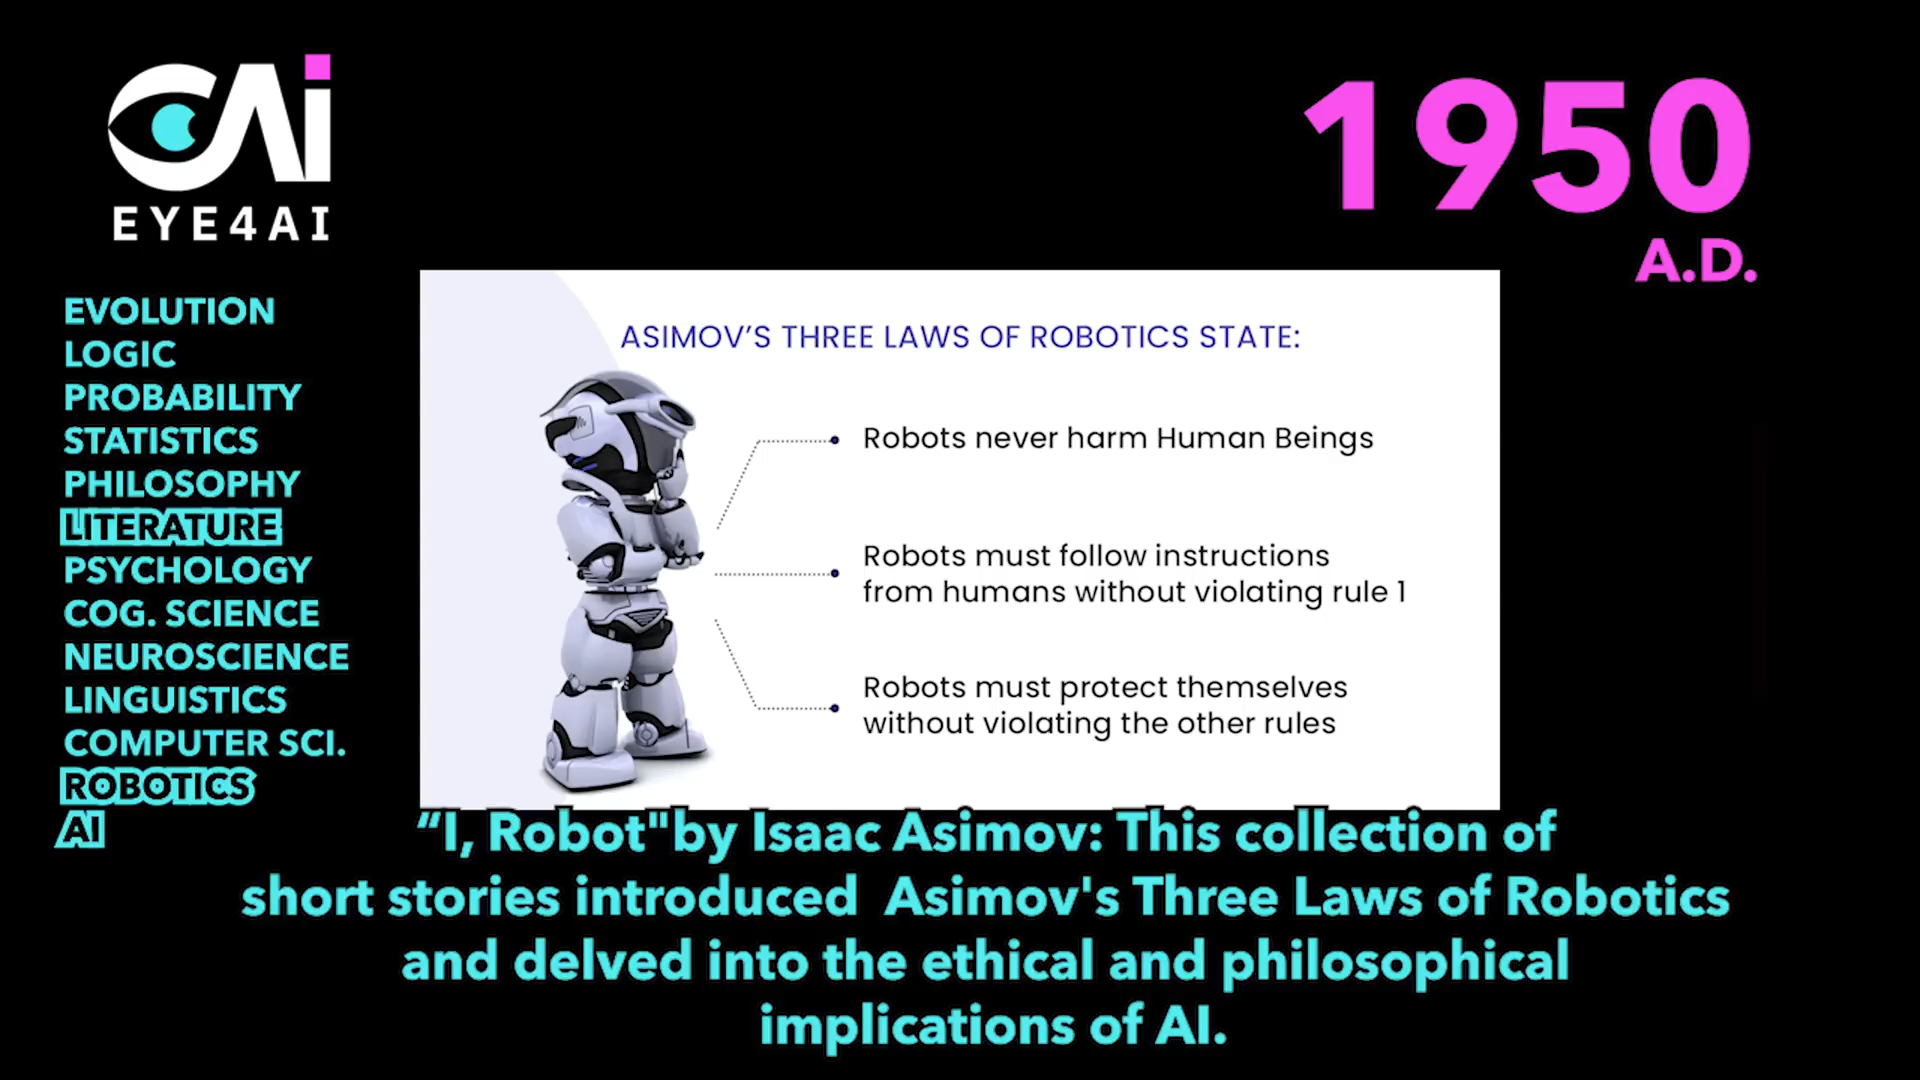 CAi
EYE4AI
1950
A.D.
EVOLUTION
LOGIC
PROBABILITY
STATISTICS
PHILOSOPHY
LITERATURE
PSYCHOLOGY
COG. SCIENCE
NEUROSCIENCE
LINGUISTICS
COMPUTER SCI.
ROBOTICS
AI
ASIMOV’S THREE LAWS OF ROBOTICS STATE:
Robots never harm Human Beings
Robots must follow instructions
from humans without violating rule 1
Robots must protect themselves
without violating the other rules
“I, Robot"by Isaac Asimov: This collection of
short stories introduced  Asimov's Three Laws of Robotics
and delved into the ethical and philosophical
implications of AI.